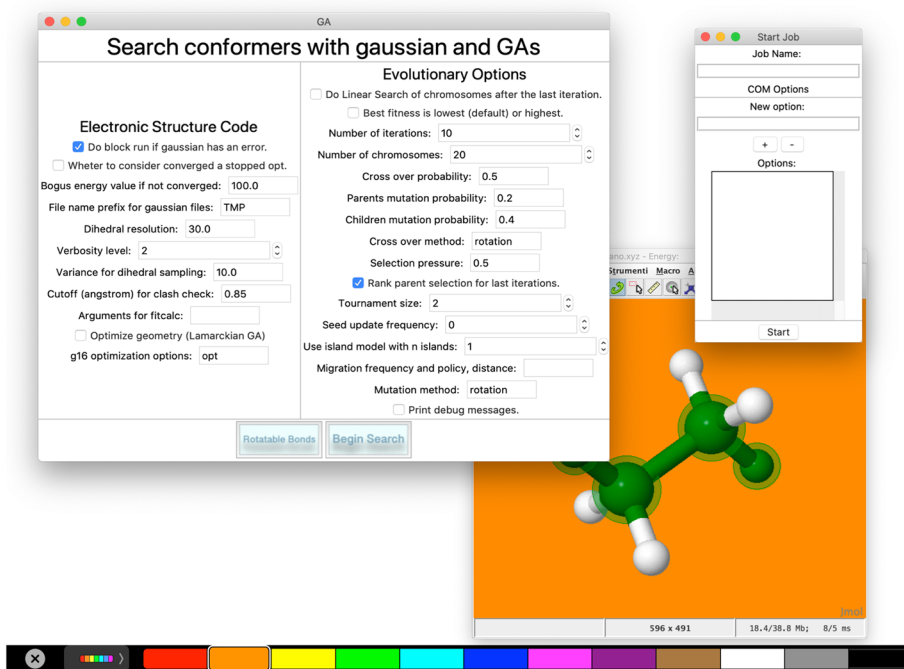 GA
Search conformers with gaussian and GAs
Electronic Structure Code
Do block run if gaussian has an error.
Wheter to consider converged a stopped opt.
Bogus energy value if not converged: 100.0
File name prefix for gaussian files: TMP
Dihedral resolution: 30.0
Verbosity level: 2
Variance for dihedral sampling: 10.0
Cutoff (angstrom) for clash check: 0.85
Arguments for fitcalc:
Optimize geometry (Lamarckian GA)
g16 optimization options: opt
Evolutionary Options
Do Linear Search of chromosomes after the last iteration.
Best fitness is lowest (default) or highest.
Number of iterations: 10
Number of chromosomes: 20
Cross over probability: 0.5
Parents mutation probability: 0.2
Children mutation probability: 0.4
Cross over method: rotation
Selection pressure: 0.5
Rank parent selection for last iterations.
Tournament size: 2
Seed update frequency: 0
Use island model with n islands: 1
Migration frequency and policy, distance:
Mutation method: rotation
Print debug messages.
Rotatable Bonds
Begin Search
Start Job
Job Name:
COM Options
New option:
+ -
Options:
Start
ano.xyz - Energy:
Strumenti Macro A
Jmol
596 x 491
18.4/38.8 Mb; 8/5 ms